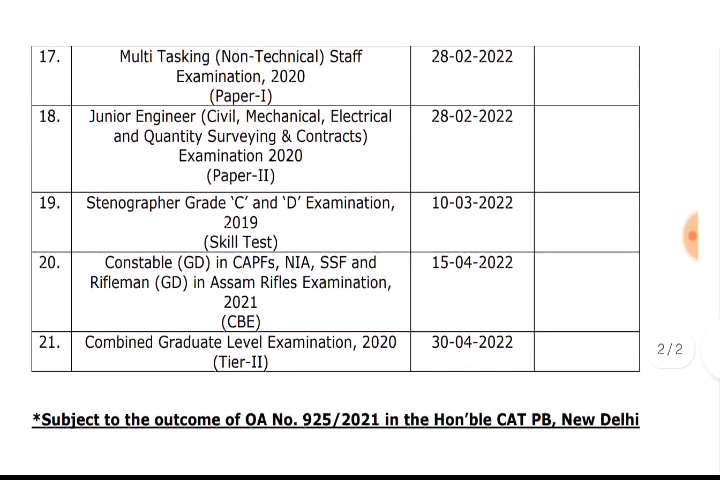 17. Multi Tasking (Non-Technical) Staff 28-02-2022
Examination, 2020
(Paper-I)
18. Junior Engineer (Civil, Mechanical, Electrical 28-02-2022
and Quantity Surveying & Contracts)
Examination 2020
(Paper-II)
19. Stenographer Grade ‘C’ and ‘D’ Examination, 10-03-2022
2019
(Skill Test)
20. Constable (GD) in CAPFs, NIA, SSF and 15-04-2022
Rifleman (GD) in Assam Rifles Examination,
2021
(CBE)
21. Combined Graduate Level Examination, 2020 30-04-2022
(Tier-II)
2/2
*Subject to the outcome of OA No. 925/2021 in the Hon’ble CAT PB, New Delhi